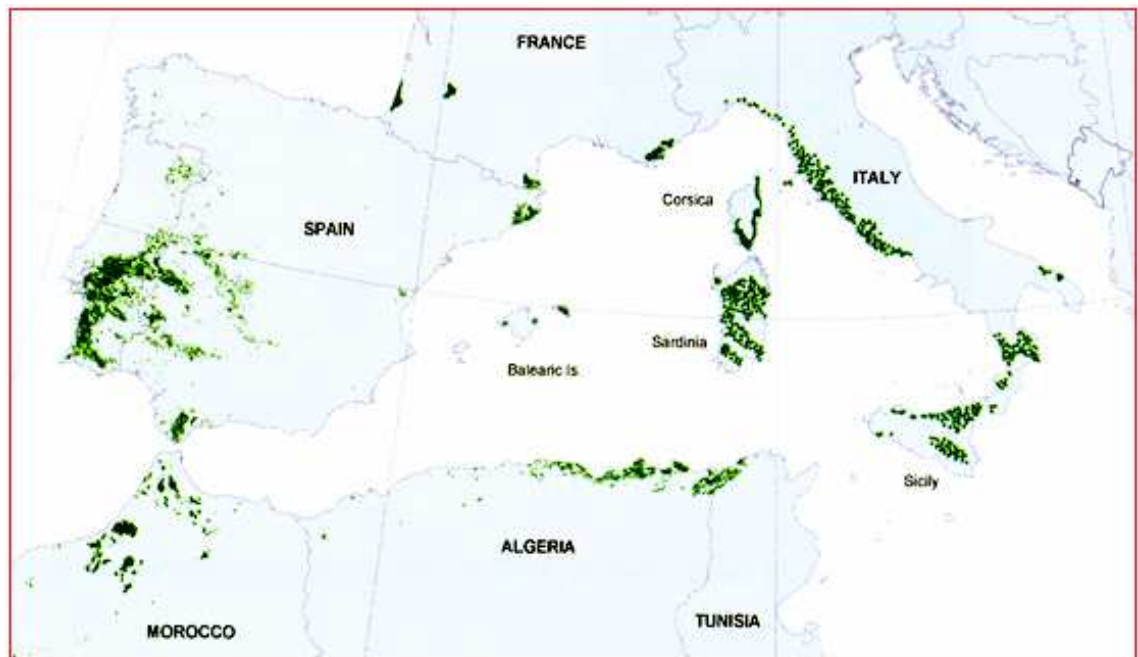 FRANCE
ITALY
Corsica
SPAIN
Sardinia
Balearic Is.
Sicily
ALGERIA
TUNISIA
MOROCCO